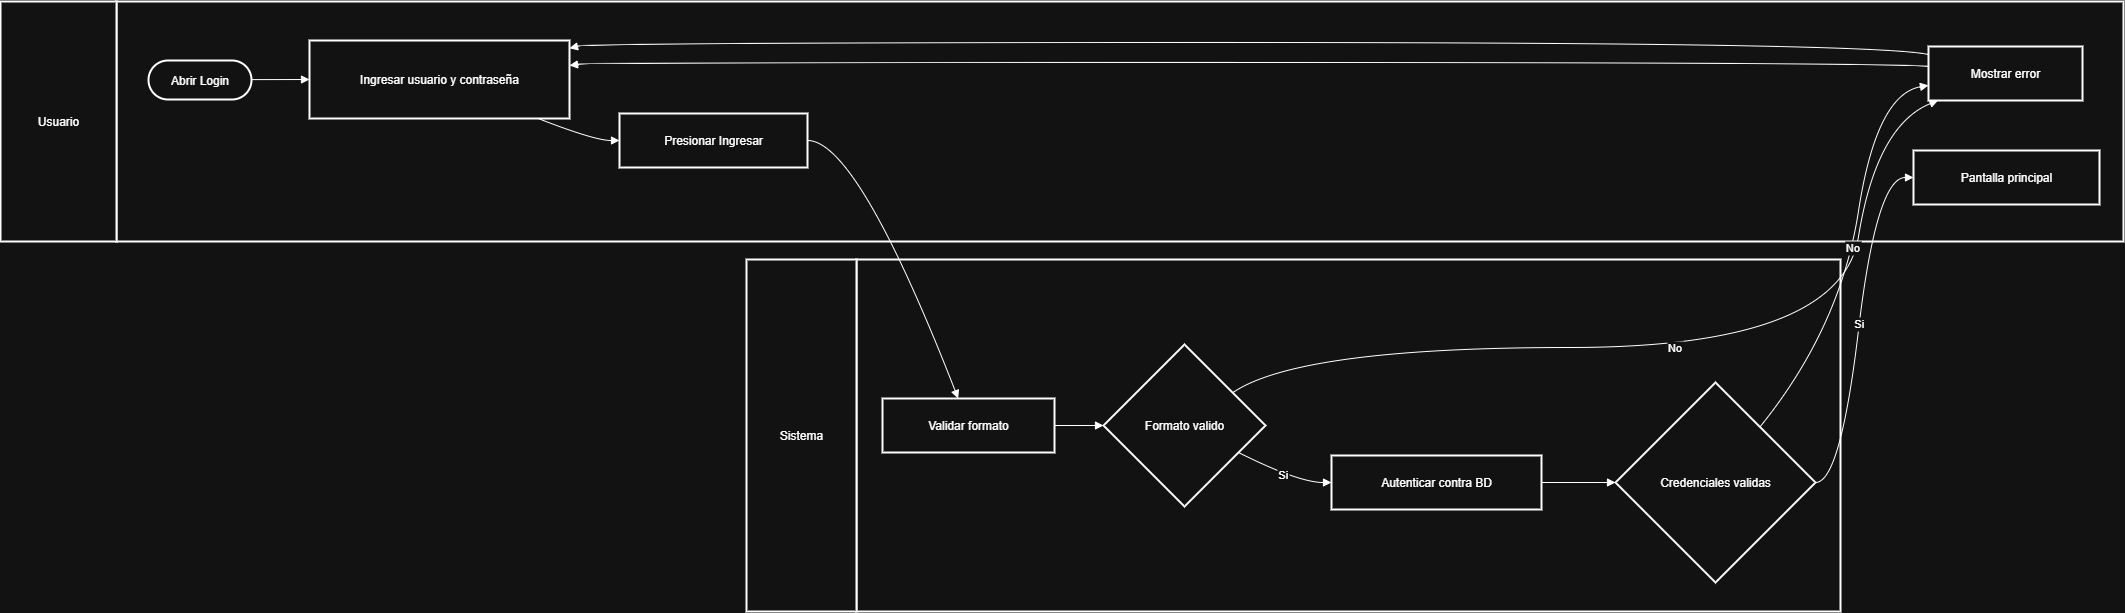 Usuario
Abrir Login
Ingresar usuario y contraseña
Presionar Ingresar
Mostrar error
Pantalla principal
No
Si
No
Sistema
Validar formato
Formato valido
Si
Autenticar contra BD
Credenciales validas